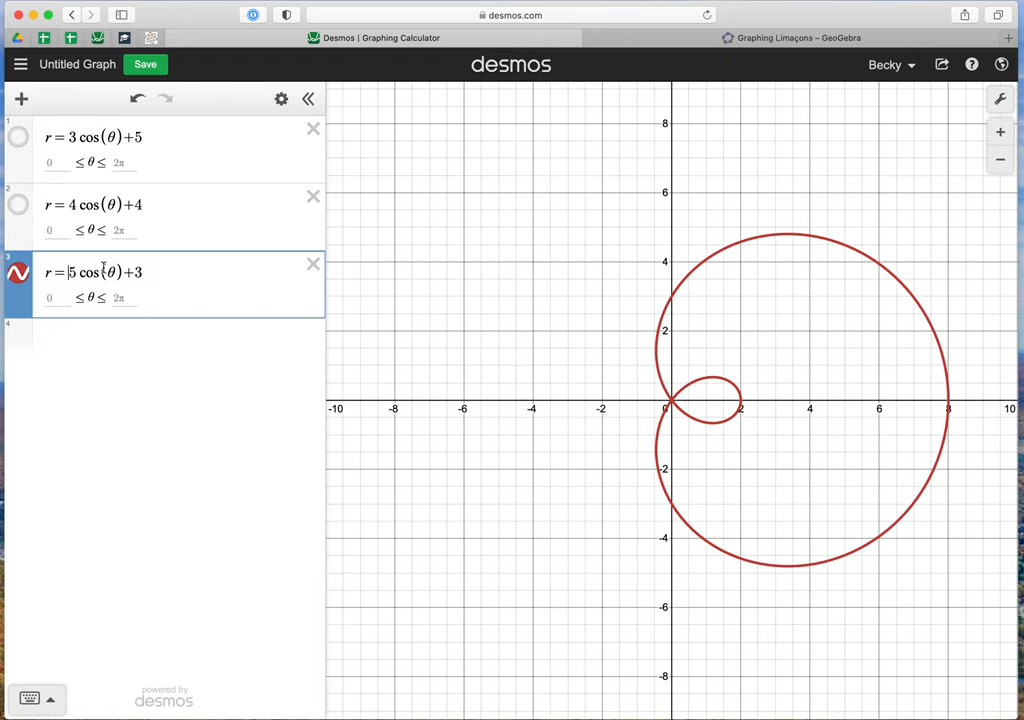 desmos.com
Desmos | Graphing Calculator
Graphing Limaçons – GeoGebra
Untitled Graph
Save
desmos
Becky
1
r = 3 cos(θ)+5
0 ≤ θ ≤ 2π
2
r = 4 cos(θ)+4
0 ≤ θ ≤ 2π
3
r = 5 cos(θ)+3
0 ≤ θ ≤ 2π
4
powered by
desmos
8
6
4
2
-10 -8 -6 -4 -2 0 2 4 6 8 10
-2
-4
-6
-8